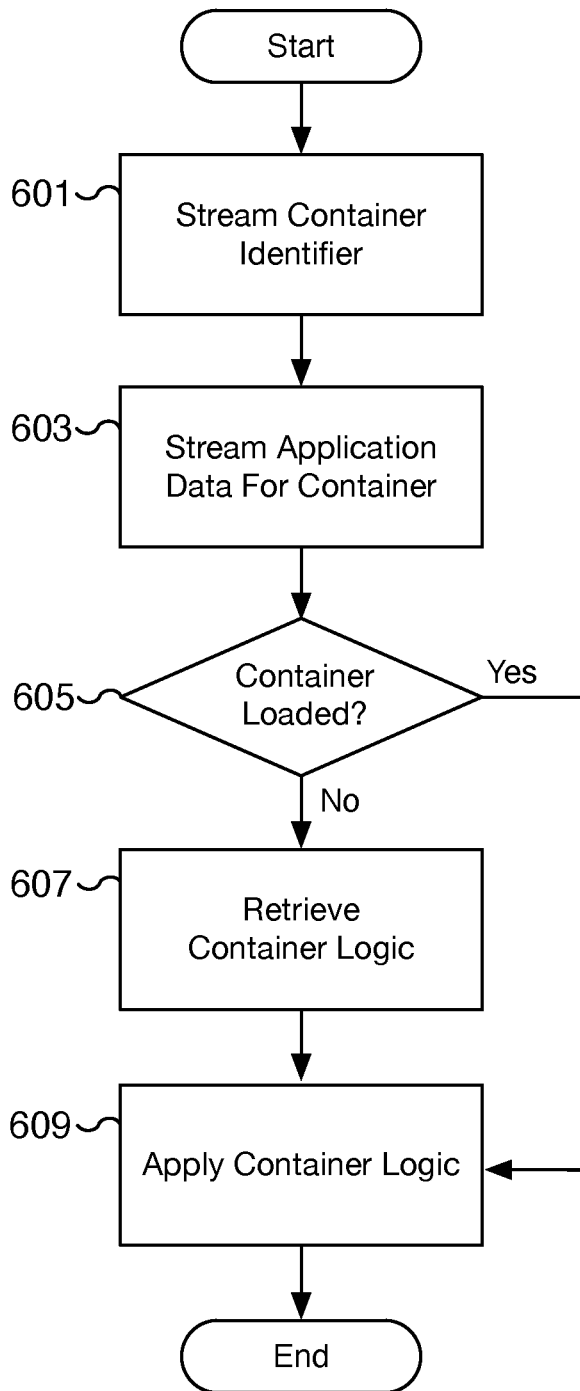 Start
601
Stream Container
Identifier
603
Stream Application
Data For Container
605
Container
Loaded?
Yes
No
607
Retrieve
Container Logic
609
Apply Container Logic
End